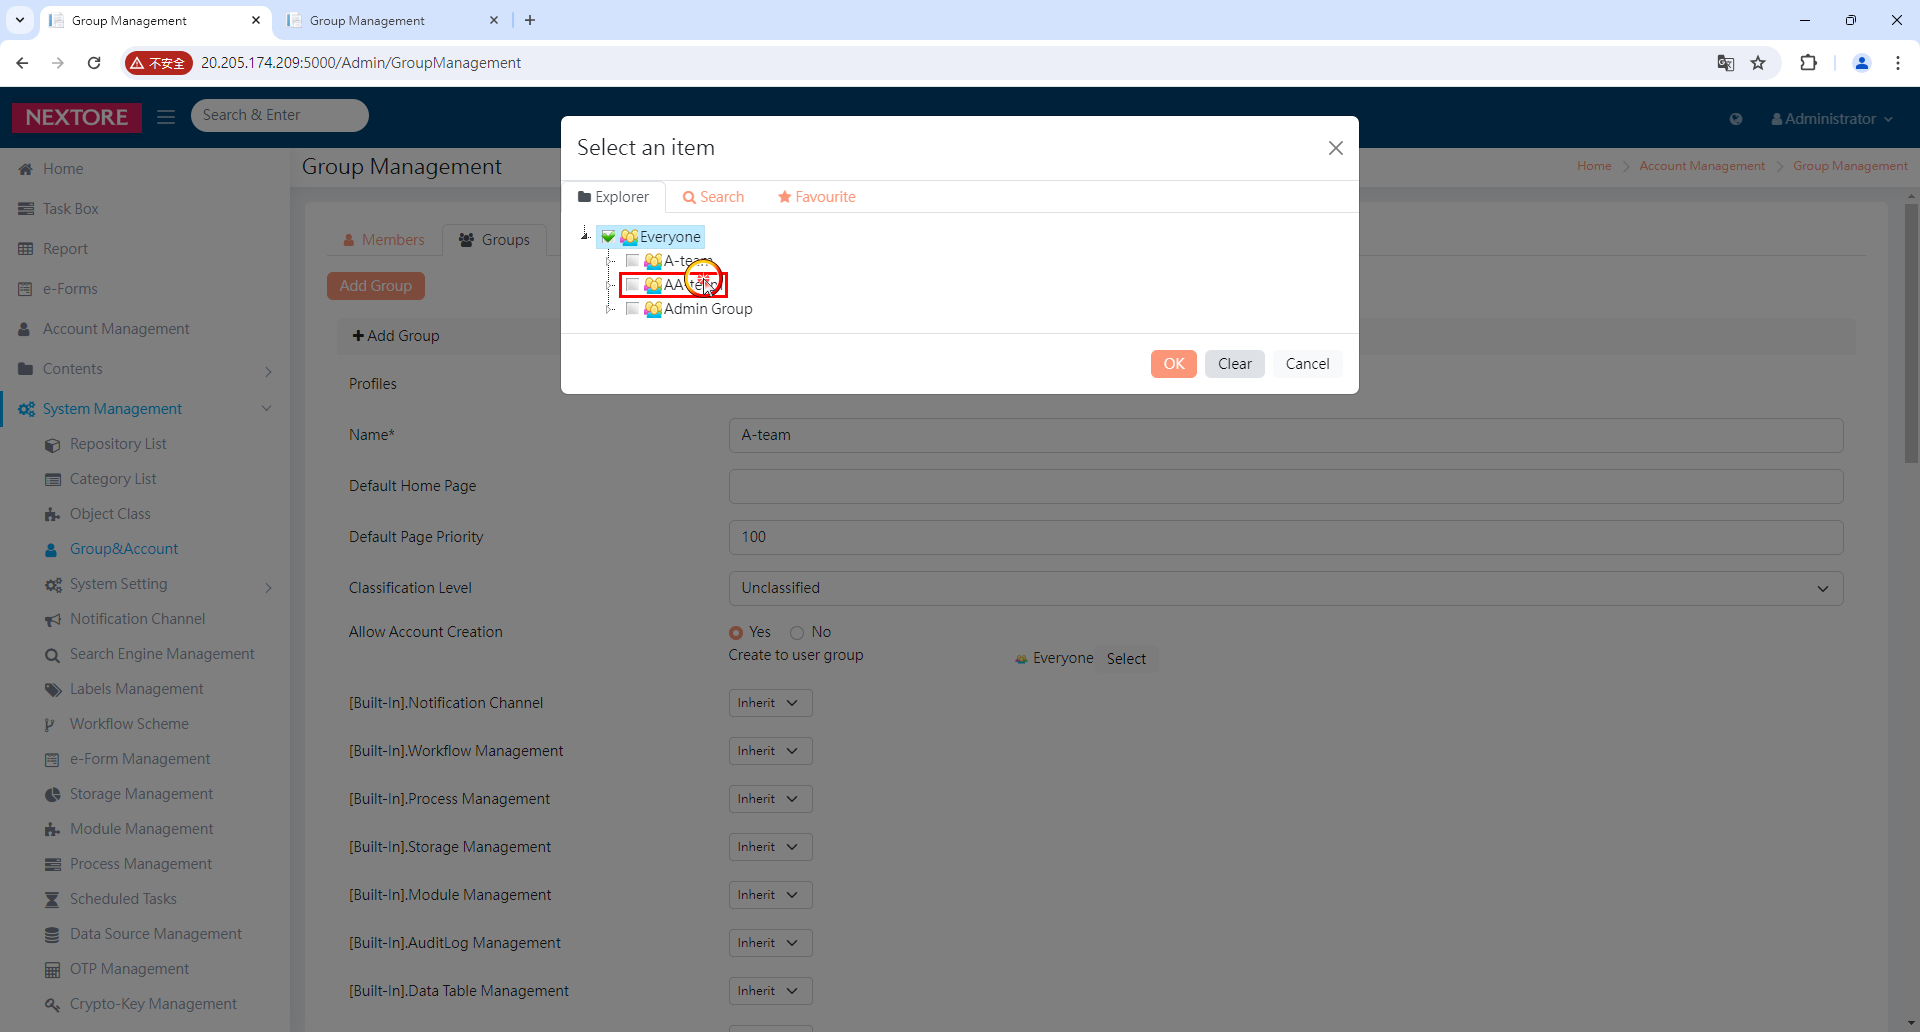 Group Management
Group Management
不安全
20.205.174.209:5000/Admin/GroupManagement
NEXTORE
Search & Enter
Administrator
Select an item
Explorer
Search
Favourite
Everyone
A-team
Admin Group
OK
Clear
Cancel
Group Management
Home
Account Management
Group Management
Home
Task Box
Report
e-Forms
Account Management
Contents
System Management
Repository List
Category List
Object Class
Group&Account
System Setting
Notification Channel
Search Engine Management
Labels Management
Workflow Scheme
e-Form Management
Storage Management
Module Management
Process Management
Scheduled Tasks
Data Source Management
OTP Management
Crypto-Key Management
Members
Groups
Add Group
Add Group
Profiles
Name*
A-team
Default Home Page
Default Page Priority
100
Classification Level
Unclassified
Allow Account Creation
Yes
No
Create to user group
Everyone
Select
[Built-In].Notification Channel
Inherit
[Built-In].Workflow Management
Inherit
[Built-In].Process Management
Inherit
[Built-In].Storage Management
Inherit
[Built-In].Module Management
Inherit
[Built-In].AuditLog Management
Inherit
[Built-In].Data Table Management
Inherit